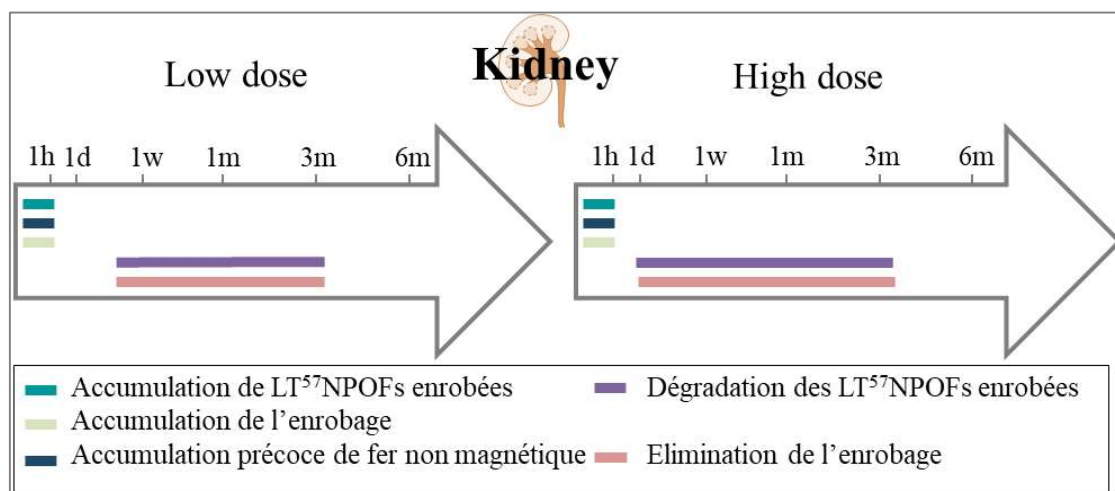 Kidney
Low dose
High dose
1h 1d 1w 1m 3m 6m
1h 1d 1w 1m 3m 6m
Accumulation de LT⁵⁷NPOFs enrobées
Dégradation des LT⁵⁷NPOFs enrobées
Accumulation de l’enrobage
Accumulation précoce de fer non magnétique
Elimination de l’enrobage